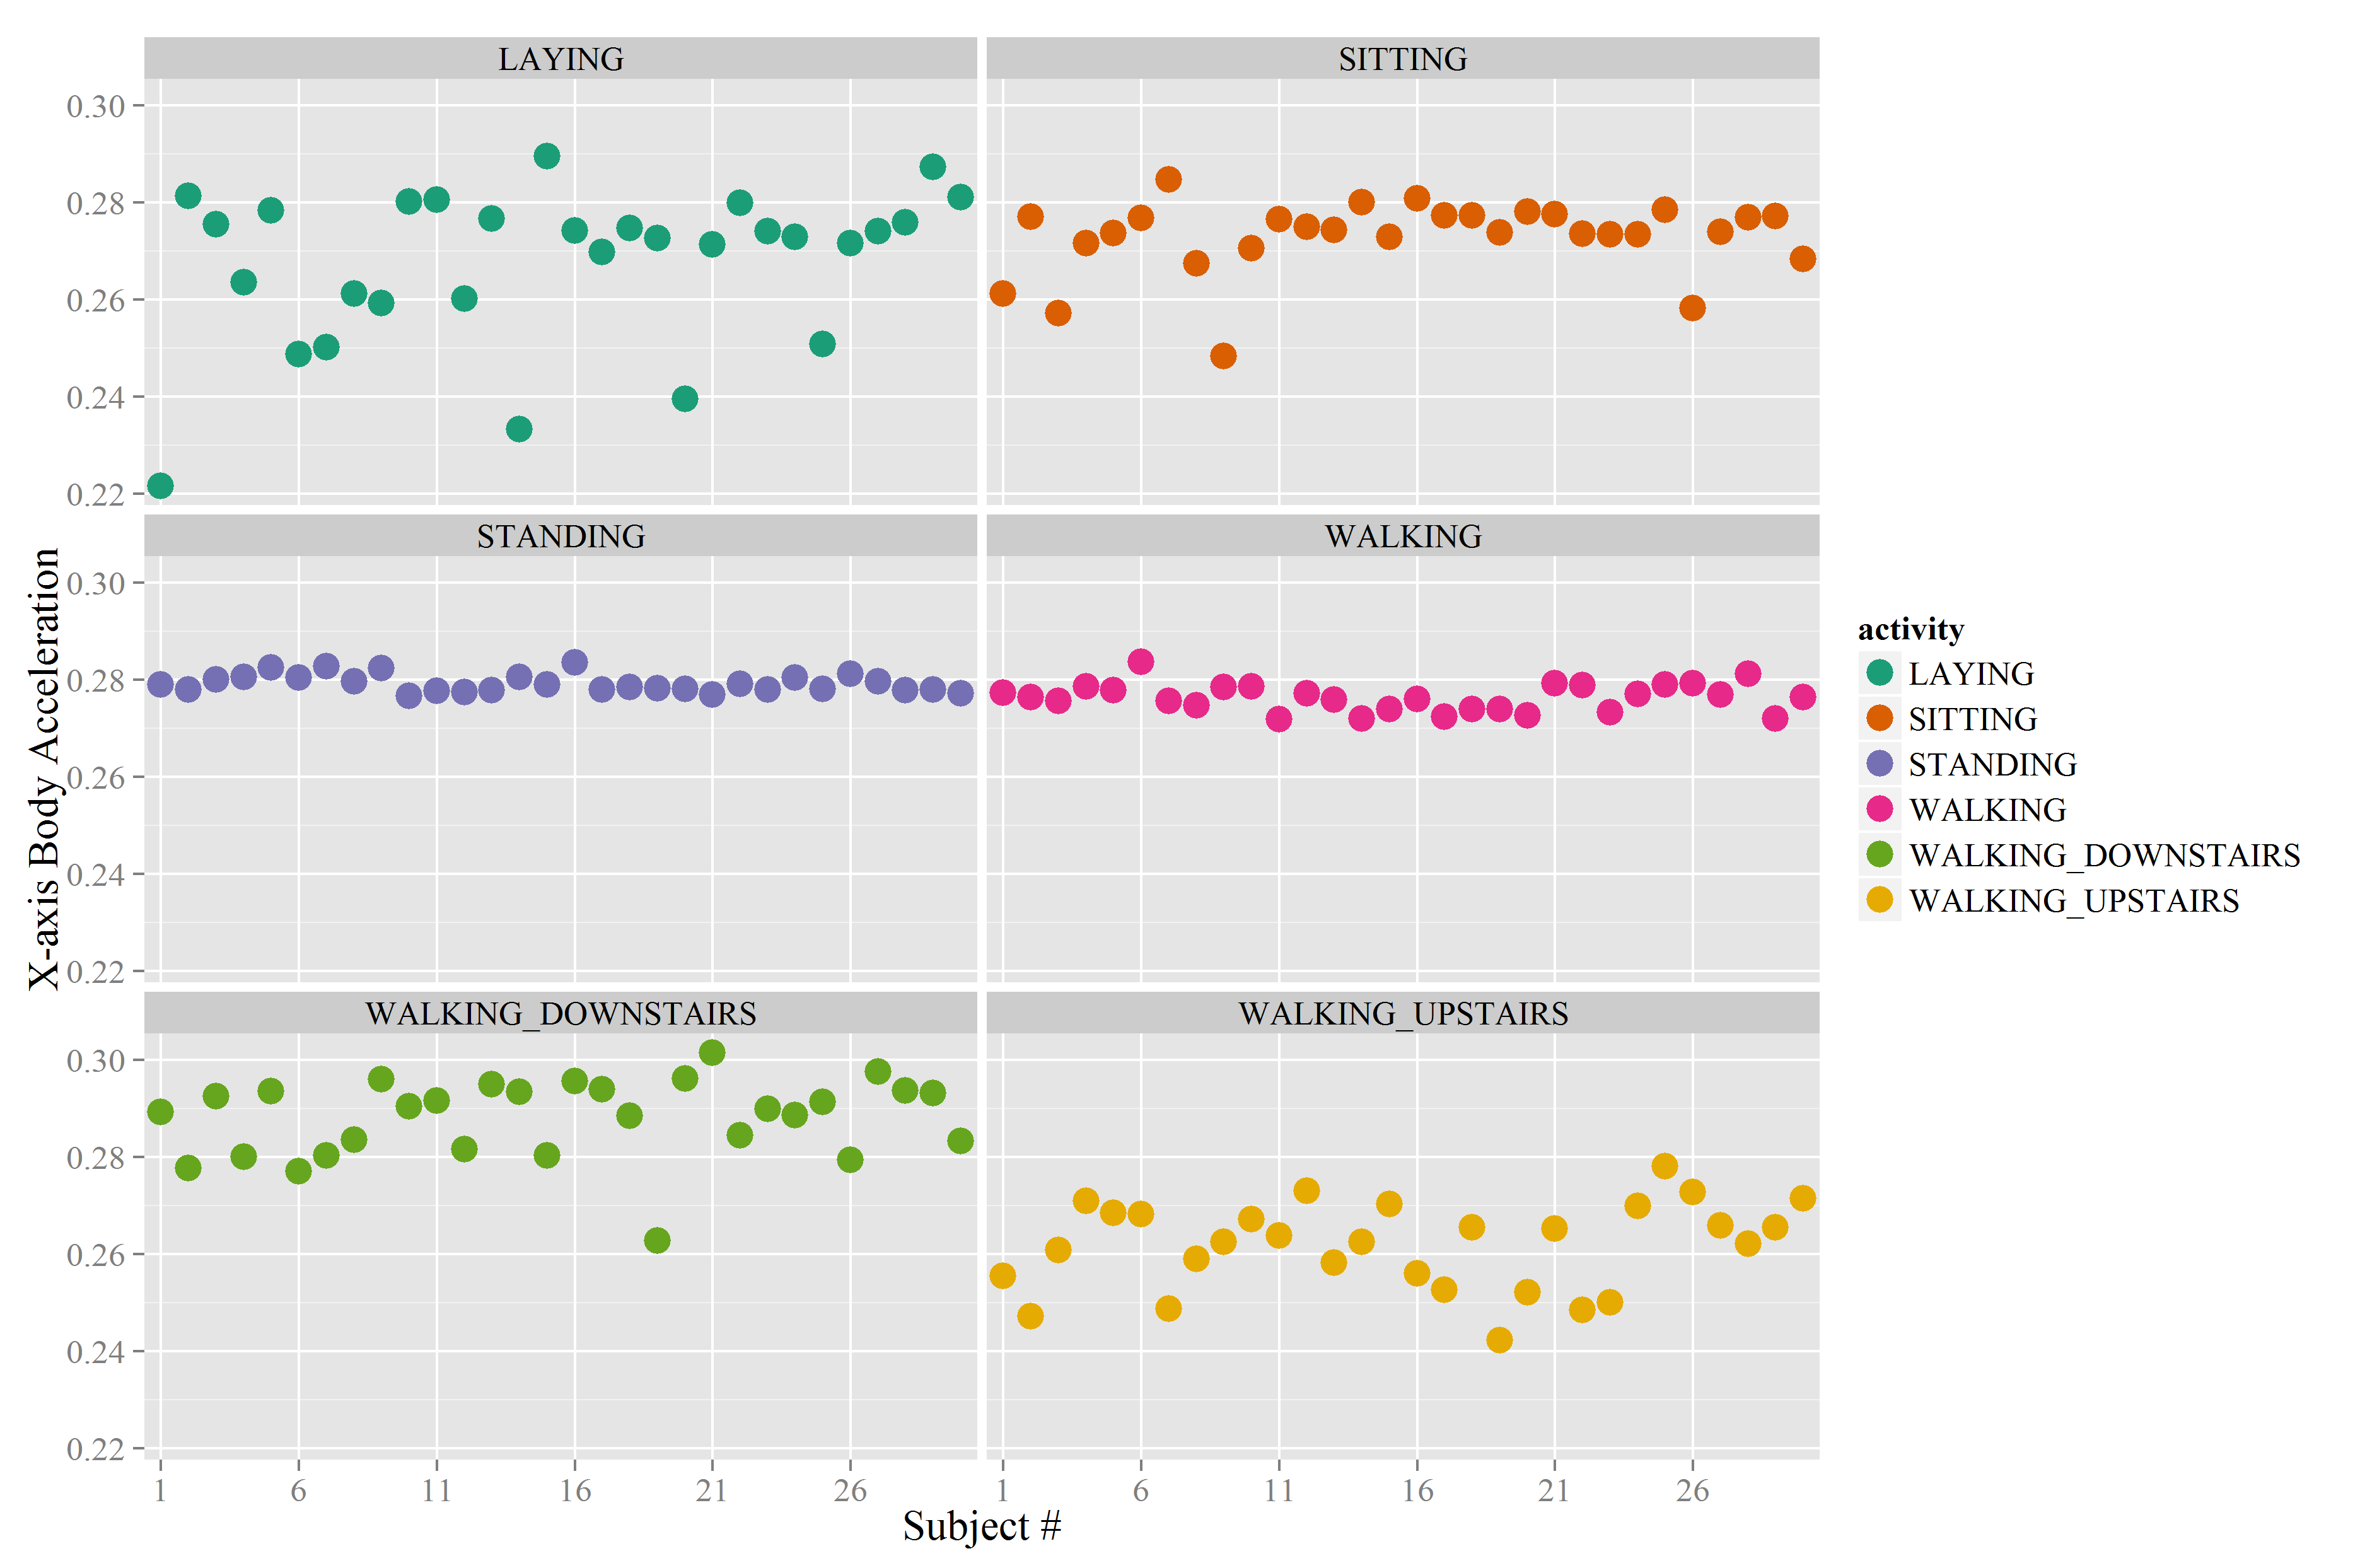 LAYING
SITTING
0.30
0.28
0.26
0.24
0.22
STANDING
WALKING
0.30
0.28
0.26
0.24
0.22
WALKING_DOWNSTAIRS
WALKING_UPSTAIRS
0.30
0.28
0.26
0.24
0.22
1 6 11 16 21 26
1 6 11 16 21 26
Subject #
X-axis Body Acceleration
activity
LAYING
SITTING
STANDING
WALKING
WALKING_DOWNSTAIRS
WALKING_UPSTAIRS